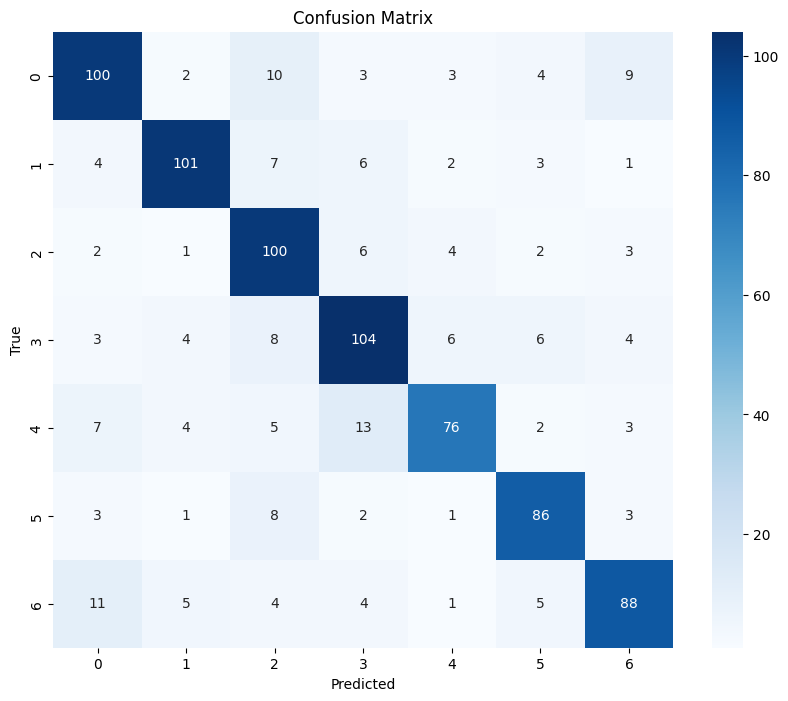 Confusion Matrix
0 100 2 10 3 3 4 9
1 4 101 7 6 2 3 1
2 2 1 100 6 4 2 3
3 3 4 8 104 6 6 4
4 7 4 5 13 76 2 3
5 3 1 8 2 1 86 3
6 11 5 4 4 1 5 88
0 1 2 3 4 5 6
Predicted
True
100
80
60
40
20